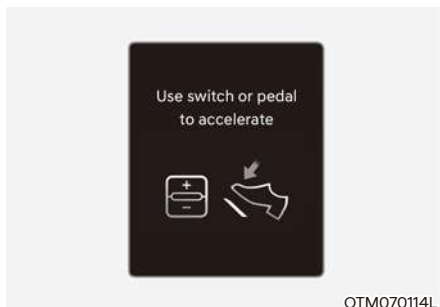 Use switch or pedal
to accelerate
+
−
OTM070114L